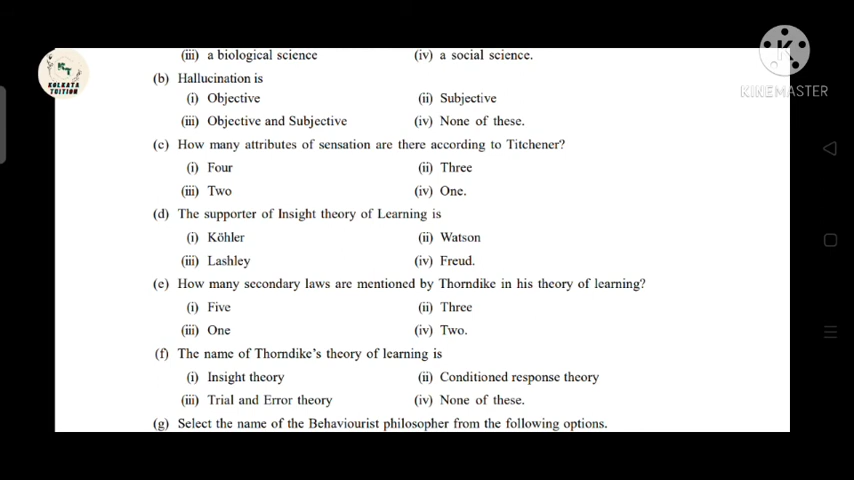 (iii) a biological science (iv) a social science.
(b) Hallucination is
(i) Objective (ii) Subjective
(iii) Objective and Subjective (iv) None of these.
(c) How many attributes of sensation are there according to Titchener?
(i) Four (ii) Three
(iii) Two (iv) One.
(d) The supporter of Insight theory of Learning is
(i) Köhler (ii) Watson
(iii) Lashley (iv) Freud.
(e) How many secondary laws are mentioned by Thorndike in his theory of learning?
(i) Five (ii) Three
(iii) One (iv) Two.
(f) The name of Thorndike's theory of learning is
(i) Insight theory (ii) Conditioned response theory
(iii) Trial and Error theory (iv) None of these.
(g) Select the name of the Behaviourist philosopher from the following options.
KT
KOLKATA
TUITION
K
KINEMASTER